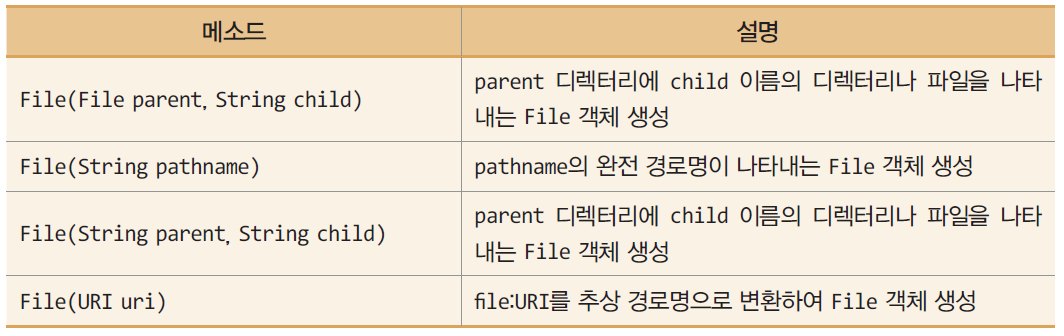 메소드 설명
File(File parent, String child) parent 디렉터리에 child 이름의 디렉터리나 파일을 나타
내는 File 객체 생성
File(String pathname) pathname의 완전 경로명이 나타내는 File 객체 생성
File(String parent, String child) parent 디렉터리에 child 이름의 디렉터리나 파일을 나타
내는 File 객체 생성
File(URI uri) file:URI를 추상 경로명으로 변환하여 File 객체 생성